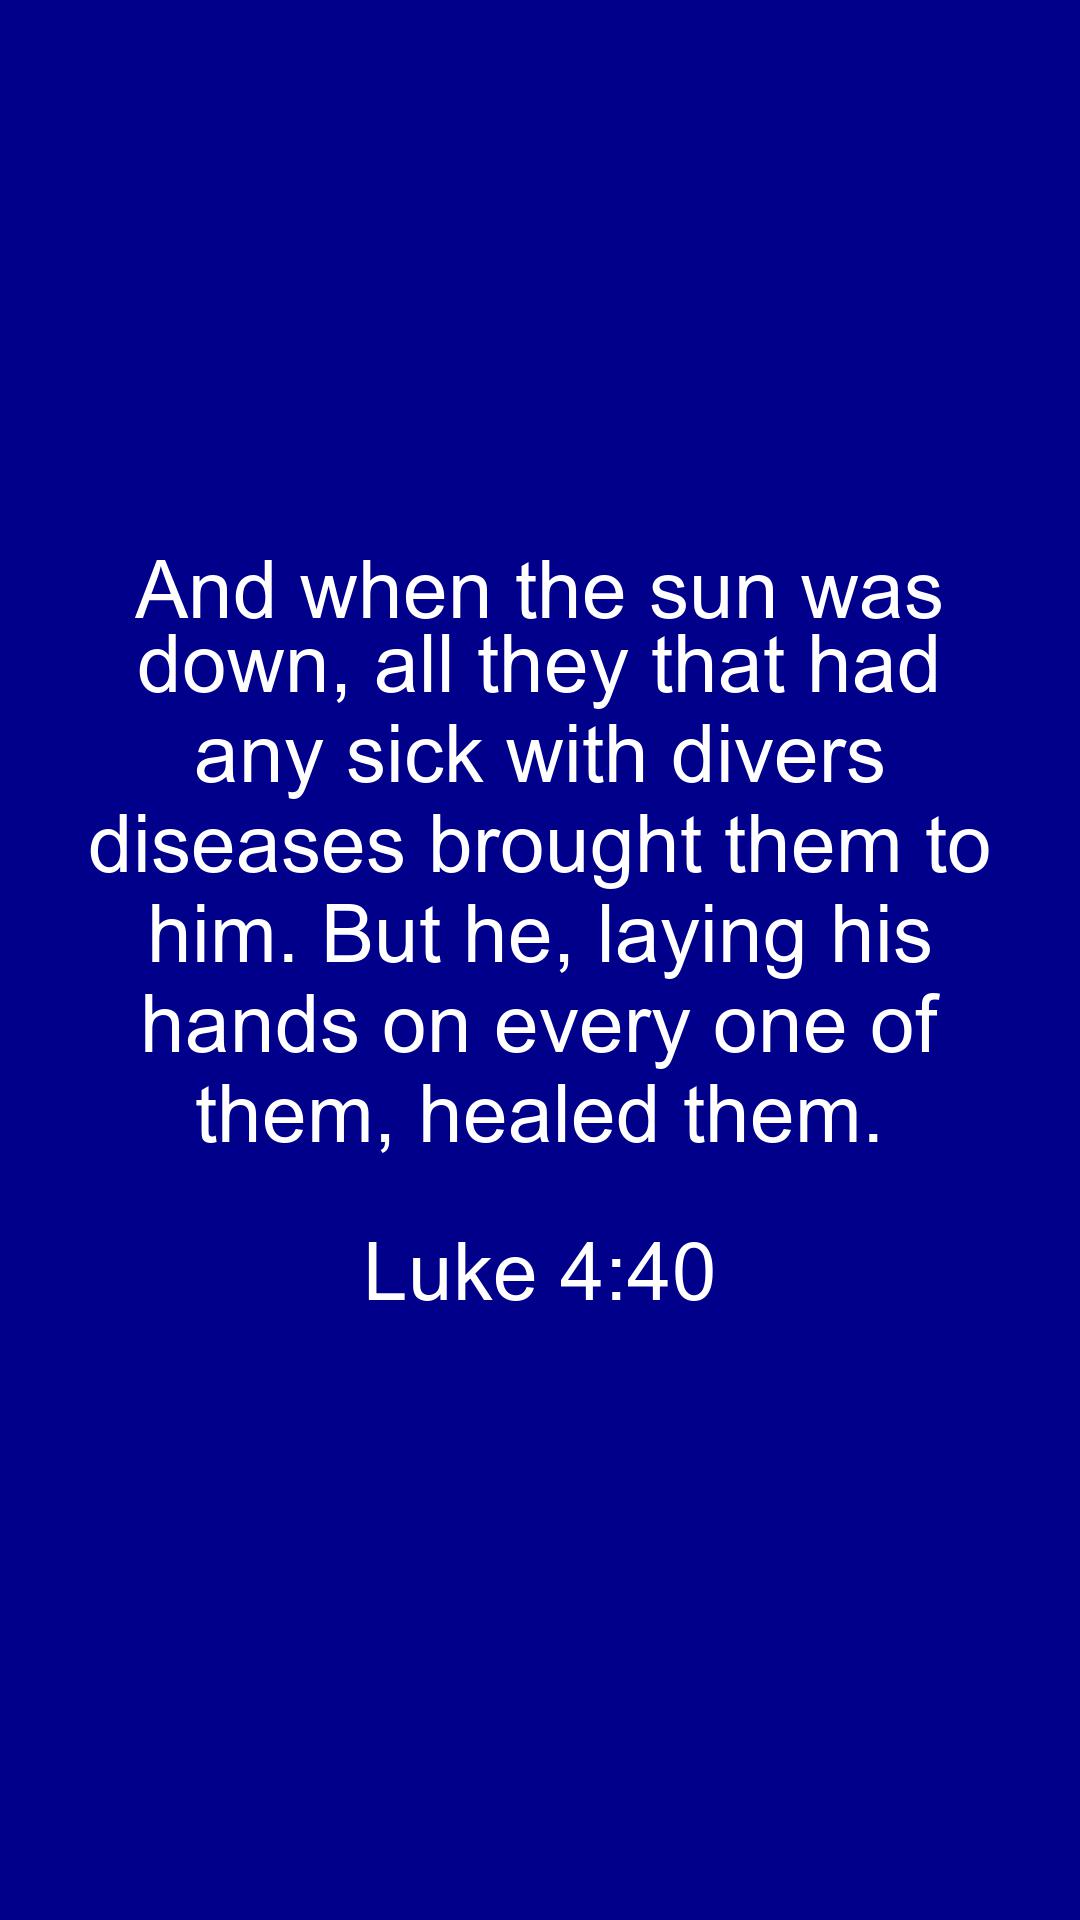 And when the sun was
down, all they that had
any sick with divers
diseases brought them to
him. But he, laying his
hands on every one of
them, healed them.
Luke 4:40